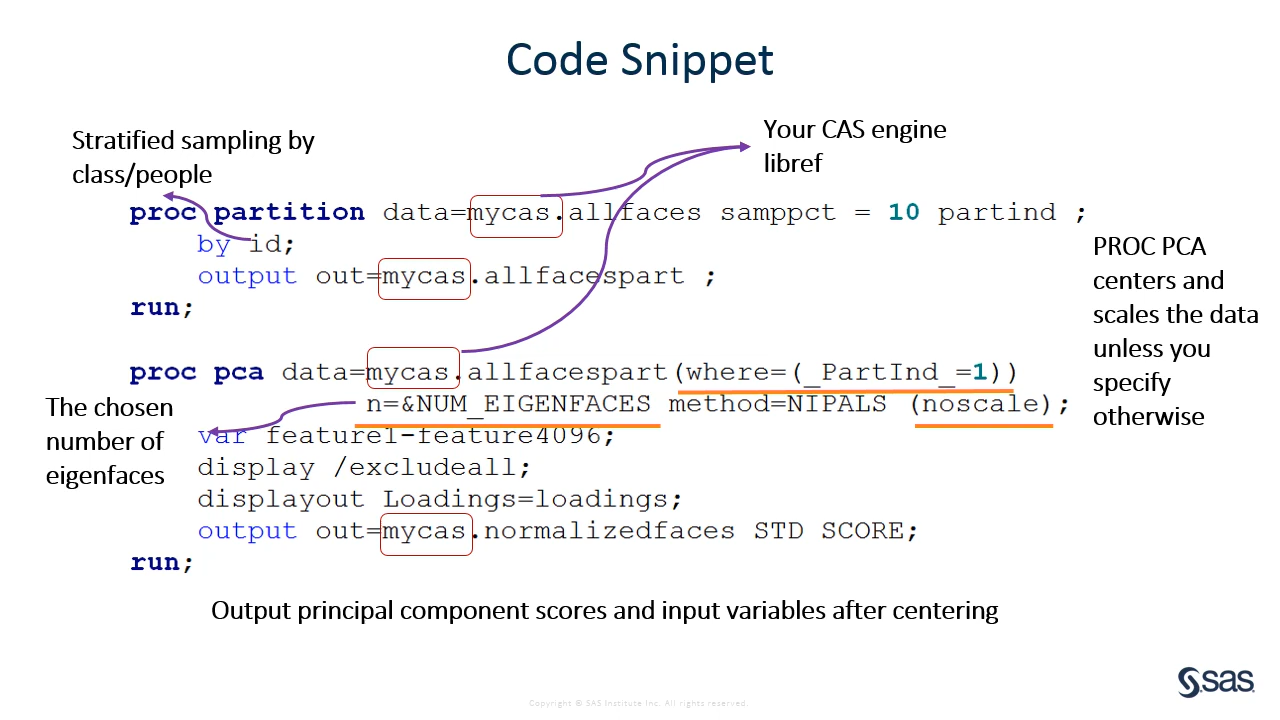 Code Snippet
Stratified sampling by
class/people
Your CAS engine
libref
proc partition data=mycas.allfaces samppct = 10 partind ;
by id;
output out=mycas.allfacespart ;
run;
PROC PCA
centers and
scales the data
unless you
specify
otherwise
proc pca data=mycas.allfacespart(where=(_PartInd_=1))
n=&NUM_EIGENFACES method=NIPALS (noscale);
var feature1-feature4096;
display /excludeall;
displayout Loadings=loadings;
output out=mycas.normalizedfaces STD SCORE;
run;
The chosen
number of
eigenfaces
Output principal component scores and input variables after centering
sas
Copyright © SAS Institute Inc. All rights reserved.